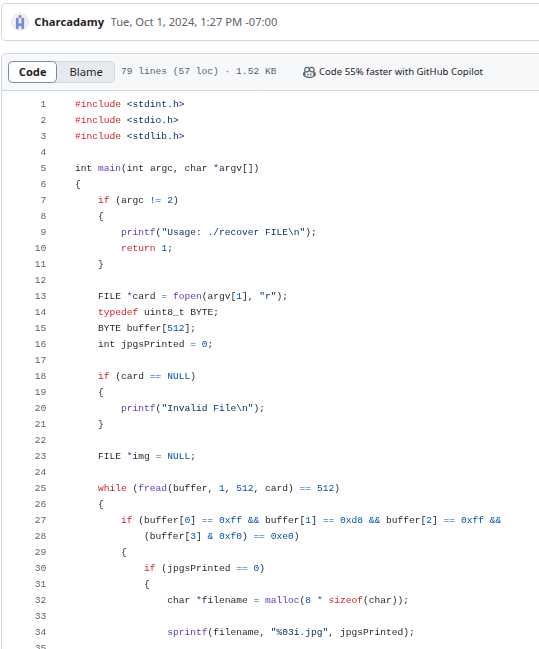 Charcadamy Tue, Oct 1, 2024, 1:27 PM -07:00
Code Blame 79 lines (57 loc) · 1.52 KB Code 55% faster with GitHub Copilot
1 #include <stdint.h>
2 #include <stdio.h>
3 #include <stdlib.h>
4
5 int main(int argc, char *argv[])
6 {
7 if (argc != 2)
8 {
9 printf("Usage: ./recover FILE\n");
10 return 1;
11 }
12
13 FILE *card = fopen(argv[1], "r");
14 typedef uint8_t BYTE;
15 BYTE buffer[512];
16 int jpgsPrinted = 0;
17
18 if (card == NULL)
19 {
20 printf("Invalid File\n");
21 }
22
23 FILE *img = NULL;
24
25 while (fread(buffer, 1, 512, card) == 512)
26 {
27 if (buffer[0] == 0xff && buffer[1] == 0xd8 && buffer[2] == 0xff &&
28 (buffer[3] & 0xf0) == 0xe0)
29 {
30 if (jpgsPrinted == 0)
31 {
32 char *filename = malloc(8 * sizeof(char));
33
34 sprintf(filename, "%03i.jpg", jpgsPrinted);
35